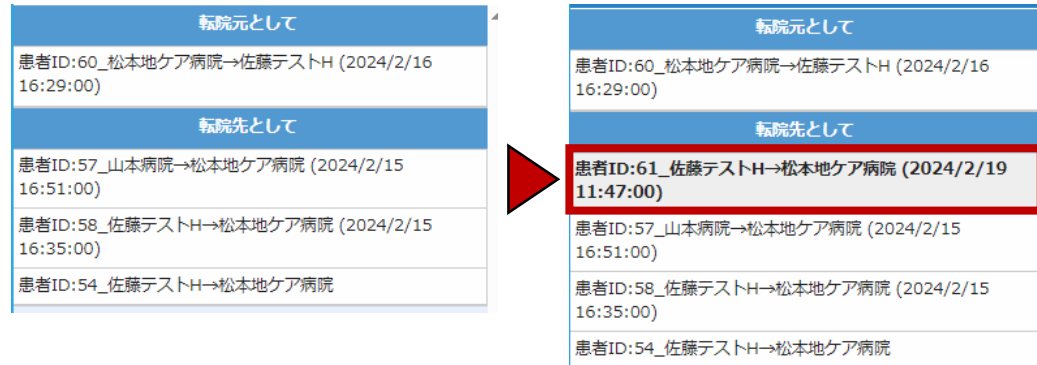 転院元として
患者ID:60_松本地ケア病院→佐藤テストH (2024/2/16
16:29:00)
転院先として
患者ID:57_山本病院→松本地ケア病院 (2024/2/15
16:51:00)
患者ID:58_佐藤テストH→松本地ケア病院 (2024/2/15
16:35:00)
患者ID:54_佐藤テストH→松本地ケア病院
転院元として
患者ID:60_松本地ケア病院→佐藤テストH (2024/2/16
16:29:00)
転院先として
患者ID:61_佐藤テストH→松本地ケア病院 (2024/2/19
11:47:00)
患者ID:57_山本病院→松本地ケア病院 (2024/2/15
16:51:00)
患者ID:58_佐藤テストH→松本地ケア病院 (2024/2/15
16:35:00)
患者ID:54_佐藤テストH→松本地ケア病院